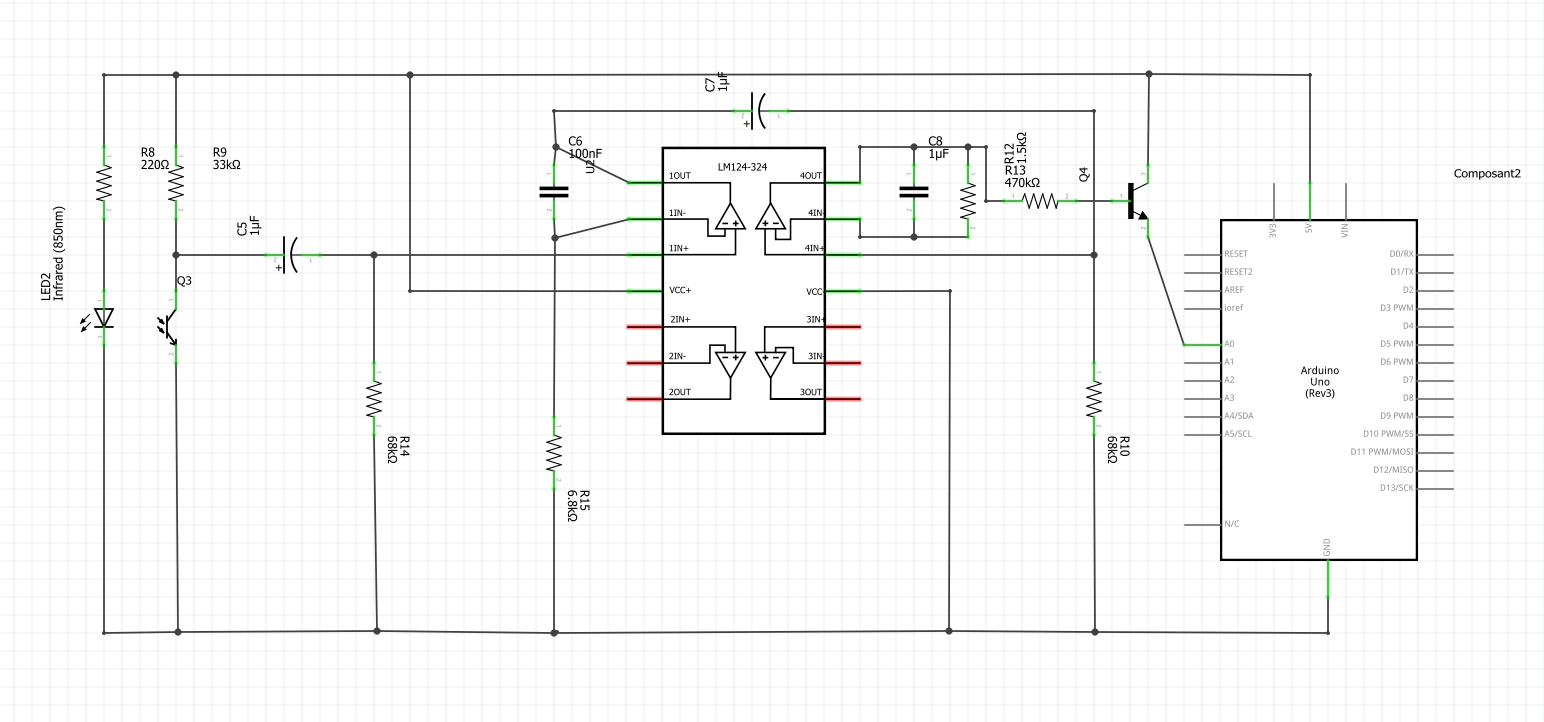 C7
1µF
C6
100nF
U2
LM124-324
1OUT
1IN-
1IN+
VCC+
2IN+
2IN-
2OUT
4OUT
4IN-
4IN+
VCC-
3IN+
3IN-
3OUT
C8
1µF
R12
1.5kΩ
R13
470kΩ
Q4
Composant2
R8
220Ω
R9
33kΩ
C5
1µF
LED2
Infrared (850nm)
Q3
R14
68kΩ
R15
6.8kΩ
R10
68kΩ
3V3
5V
VIN
RESET
RESET2
AREF
ioref
A0
A1
A2
A3
A4/SDA
A5/SCL
N/C
Arduino
Uno
(Rev3)
D0/RX
D1/TX
D2
D3 PWM
D4
D5 PWM
D6 PWM
D7
D8
D9 PWM
D10 PWM/SS
D11 PWM/MOSI
D12/MISO
D13/SCK
GND